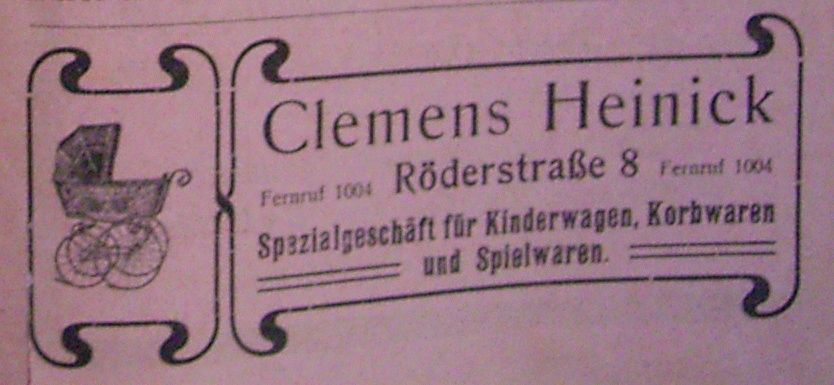 Clemens Heinick
Fernruf 1004 Röderstraße 8 Fernruf 1004
Spezialgeschäft für Kinderwagen, Korbwaren
und Spielwaren.